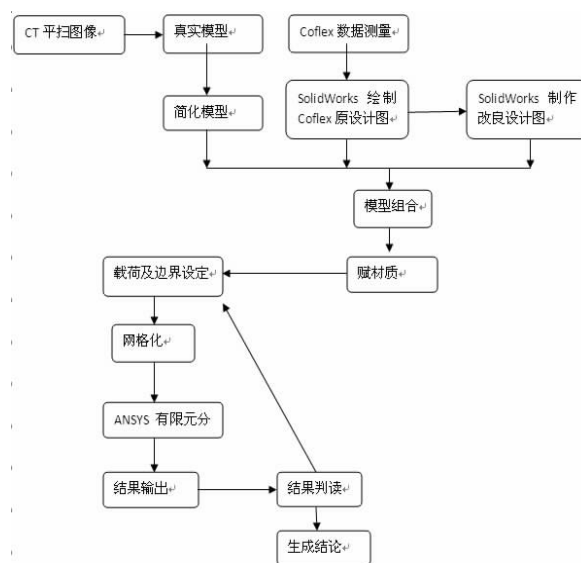 CT 平扫图像
真实模型
Coflex 数据测量
简化模型
SolidWorks 绘制
Coflex 原设计图
SolidWorks 制作
改良设计图
模型组合
赋材质
载荷及边界设定
网格化
ANSYS 有限元分
结果输出
结果判读
生成结论